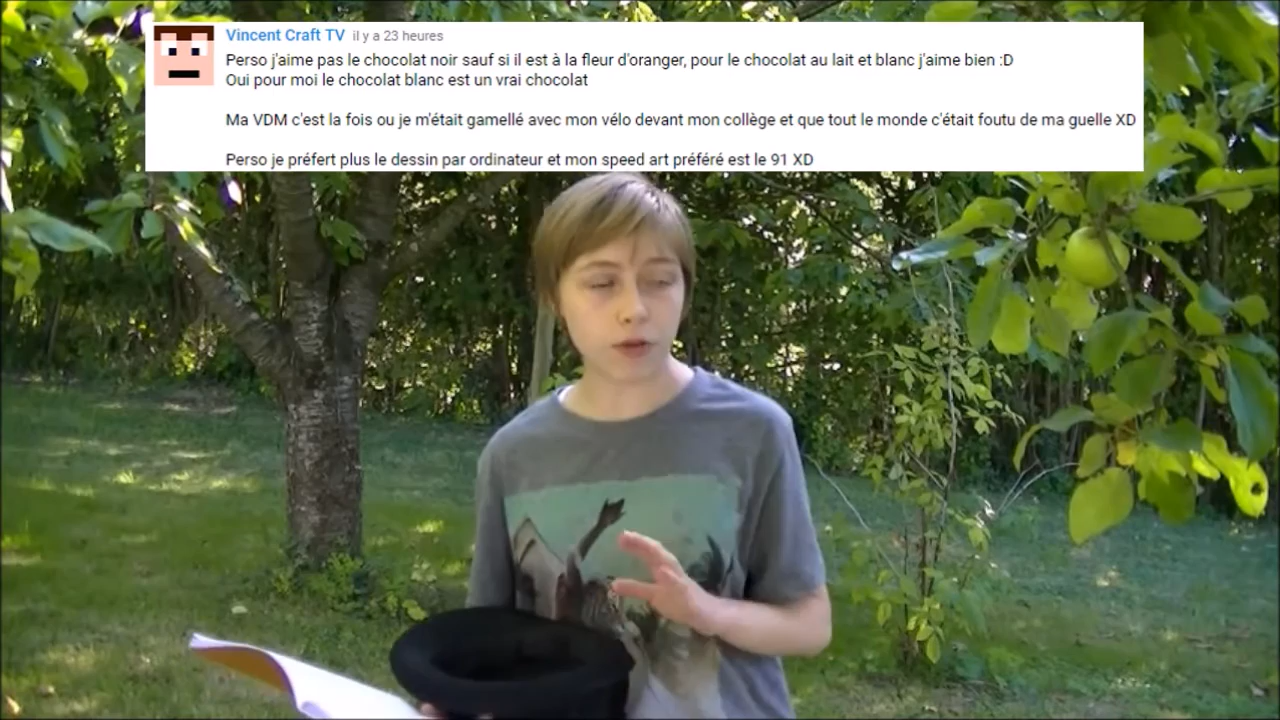 Vincent Craft TV il y a 23 heures
Perso j'aime pas le chocolat noir sauf si il est à la fleur d'oranger, pour le chocolat au lait et blanc j'aime bien :D
Oui pour moi le chocolat blanc est un vrai chocolat
Ma VDM c'est la fois ou je m'était gamellé avec mon vélo devant mon collège et que tout le monde c'était foutu de ma guelle XD
Perso je préfert plus le dessin par ordinateur et mon speed art préféré est le 91 XD